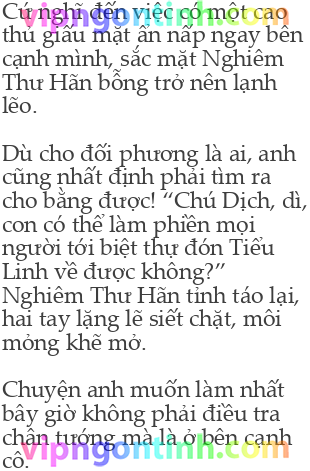 Cứ nghĩ đến việc có một cao
vipngontinh.com
thủ giấu mặt ẩn nấp ngay bên
cạnh mình, sắc mặt Nghiêm
Thư Hãn bỗng trở nên lạnh
lẽo.
Dù cho đối phương là ai, anh
cũng nhất định phải tìm ra
cho bằng được! “Chú Dịch, dì,
con có thể làm phiền mọi
người tới biệt thự đón Tiểu
Linh về được không?”
Nghiêm Thư Hãn tỉnh táo lại,
hai tay lặng lẽ siết chặt, môi
mỏng khẽ mở.
Chuyện anh muốn làm nhất
bây giờ không phải điều tra
chân tướng mà là ở bên cạnh
vipngontinh.com
cô.